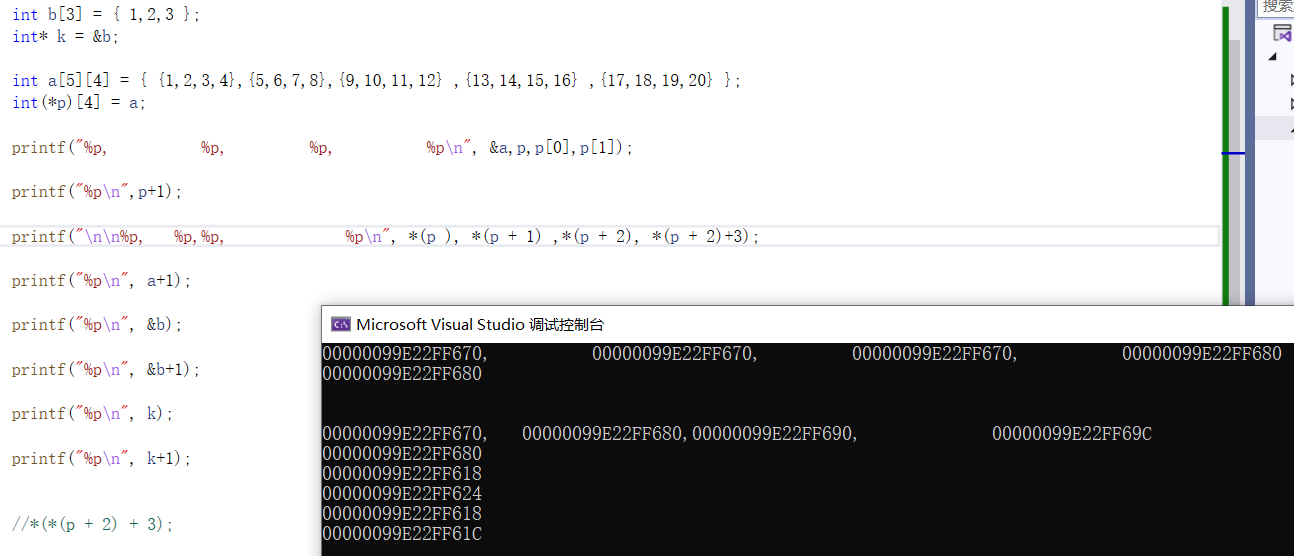 搜索
int b[3] = { 1,2,3 };
int* k = &b;
int a[5][4] = { {1,2,3,4},{5,6,7,8},{9,10,11,12} ,{13,14,15,16} ,{17,18,19,20} };
int(*p)[4] = a;
printf("%p,          %p,         %p,          %p\n", &a,p,p[0],p[1]);
printf("%p\n",p+1);
printf("\n\n%p,   %p,%p,             %p\n", *(p ), *(p + 1) ,*(p + 2), *(p + 2)+3);
printf("%p\n", a+1);
printf("%p\n", &b);
printf("%p\n", &b+1);
printf("%p\n", k);
printf("%p\n", k+1);
//*(*(p + 2) + 3);
Microsoft Visual Studio 调试控制台
00000099E22FF670,          00000099E22FF670,         00000099E22FF670,          00000099E22FF680
00000099E22FF680
00000099E22FF670,   00000099E22FF680,00000099E22FF690,             00000099E22FF69C
00000099E22FF680
00000099E22FF618
00000099E22FF624
00000099E22FF618
00000099E22FF61C